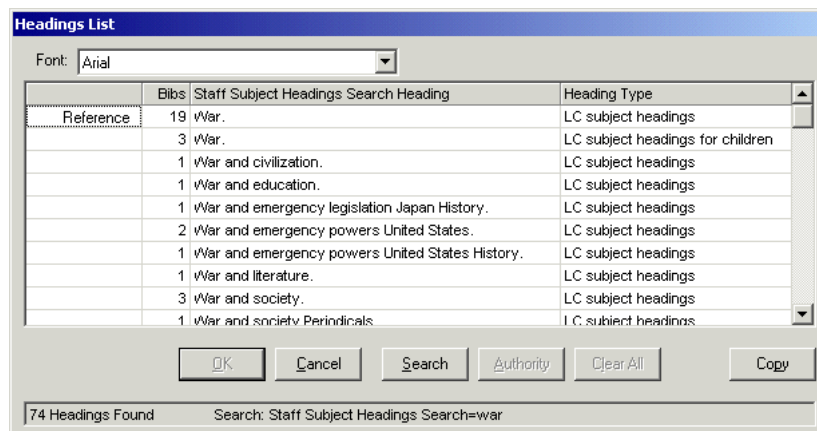 Headings List
Font: Arial
Bibs Staff Subject Headings Search Heading Heading Type
Reference 19 War. LC subject headings
3 War. LC subject headings for children
1 War and civilization. LC subject headings
1 War and education. LC subject headings
1 War and emergency legislation Japan History. LC subject headings
2 War and emergency powers United States. LC subject headings
1 War and emergency powers United States History. LC subject headings
1 War and literature. LC subject headings
3 War and society. LC subject headings
1 War and society Periodicals LC subject headings
OK Cancel Search Authority Clear All Copy
74 Headings Found Search: Staff Subject Headings Search=war